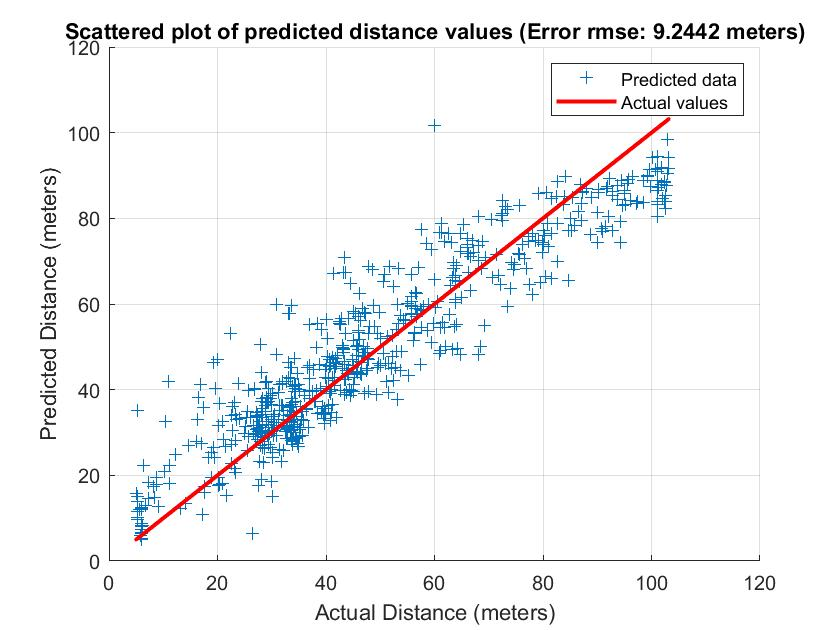 Scattered plot of predicted distance values (Error rmse: 9.2442 meters)
120
100
80
60
40
20
0
Predicted Distance (meters)
Predicted data
Actual values
0 20 40 60 80 100 120
Actual Distance (meters)